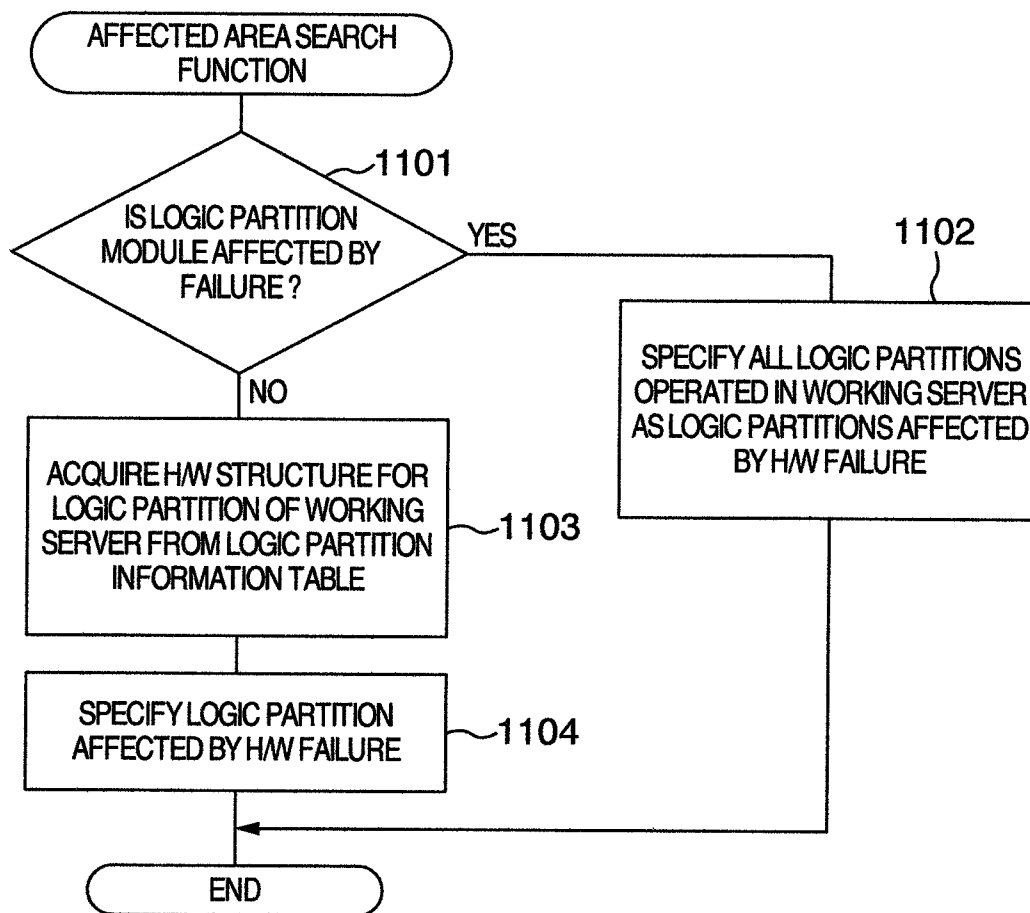 AFFECTED AREA SEARCH
FUNCTION
1101
IS LOGIC PARTITION
MODULE AFFECTED BY
FAILURE ?
YES
1102
SPECIFY ALL LOGIC PARTITIONS
OPERATED IN WORKING SERVER
AS LOGIC PARTITIONS AFFECTED
BY H/W FAILURE
NO
ACQUIRE H/W STRUCTURE FOR
LOGIC PARTITION OF WORKING
SERVER FROM LOGIC PARTITION
INFORMATION TABLE
1103
SPECIFY LOGIC PARTITION
AFFECTED BY H/W FAILURE
1104
END